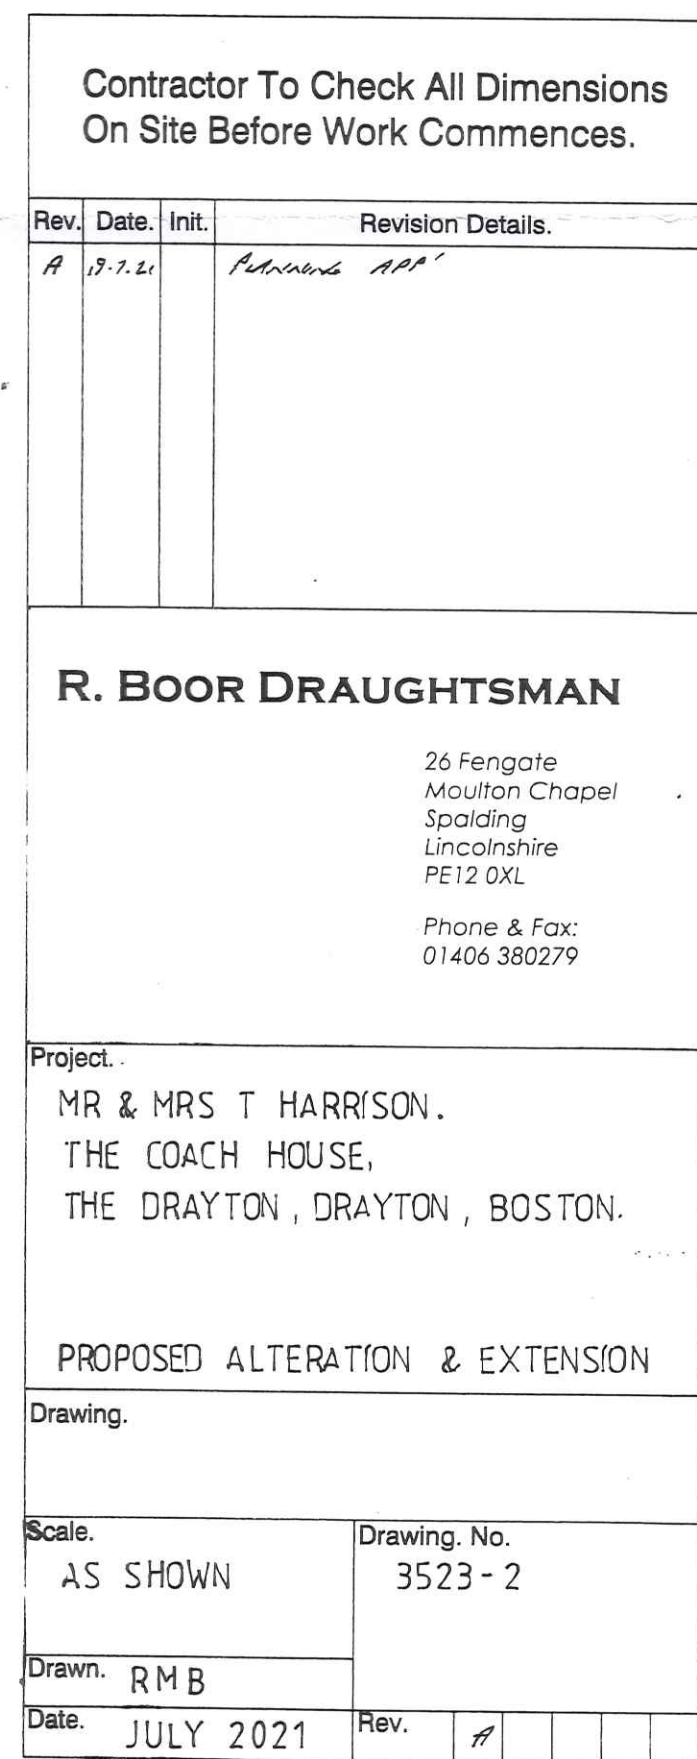 Contractor To Check All Dimensions
On Site Before Work Commences.
Rev. Date. Init. Revision Details.
A 19.7.21 PLANNING APP'
R. BOOR DRAUGHTSMAN
26 Fengate
Moulton Chapel
Spalding
Lincolnshire
PE12 0XL
Phone & Fax:
01406 380279
Project.
MR & MRS T HARRISON.
THE COACH HOUSE,
THE DRAYTON, DRAYTON, BOSTON.
PROPOSED ALTERATION & EXTENSION
Drawing.
Scale.
AS SHOWN
Drawing. No.
3523-2
Drawn. RMB
Date. JULY 2021
Rev. A